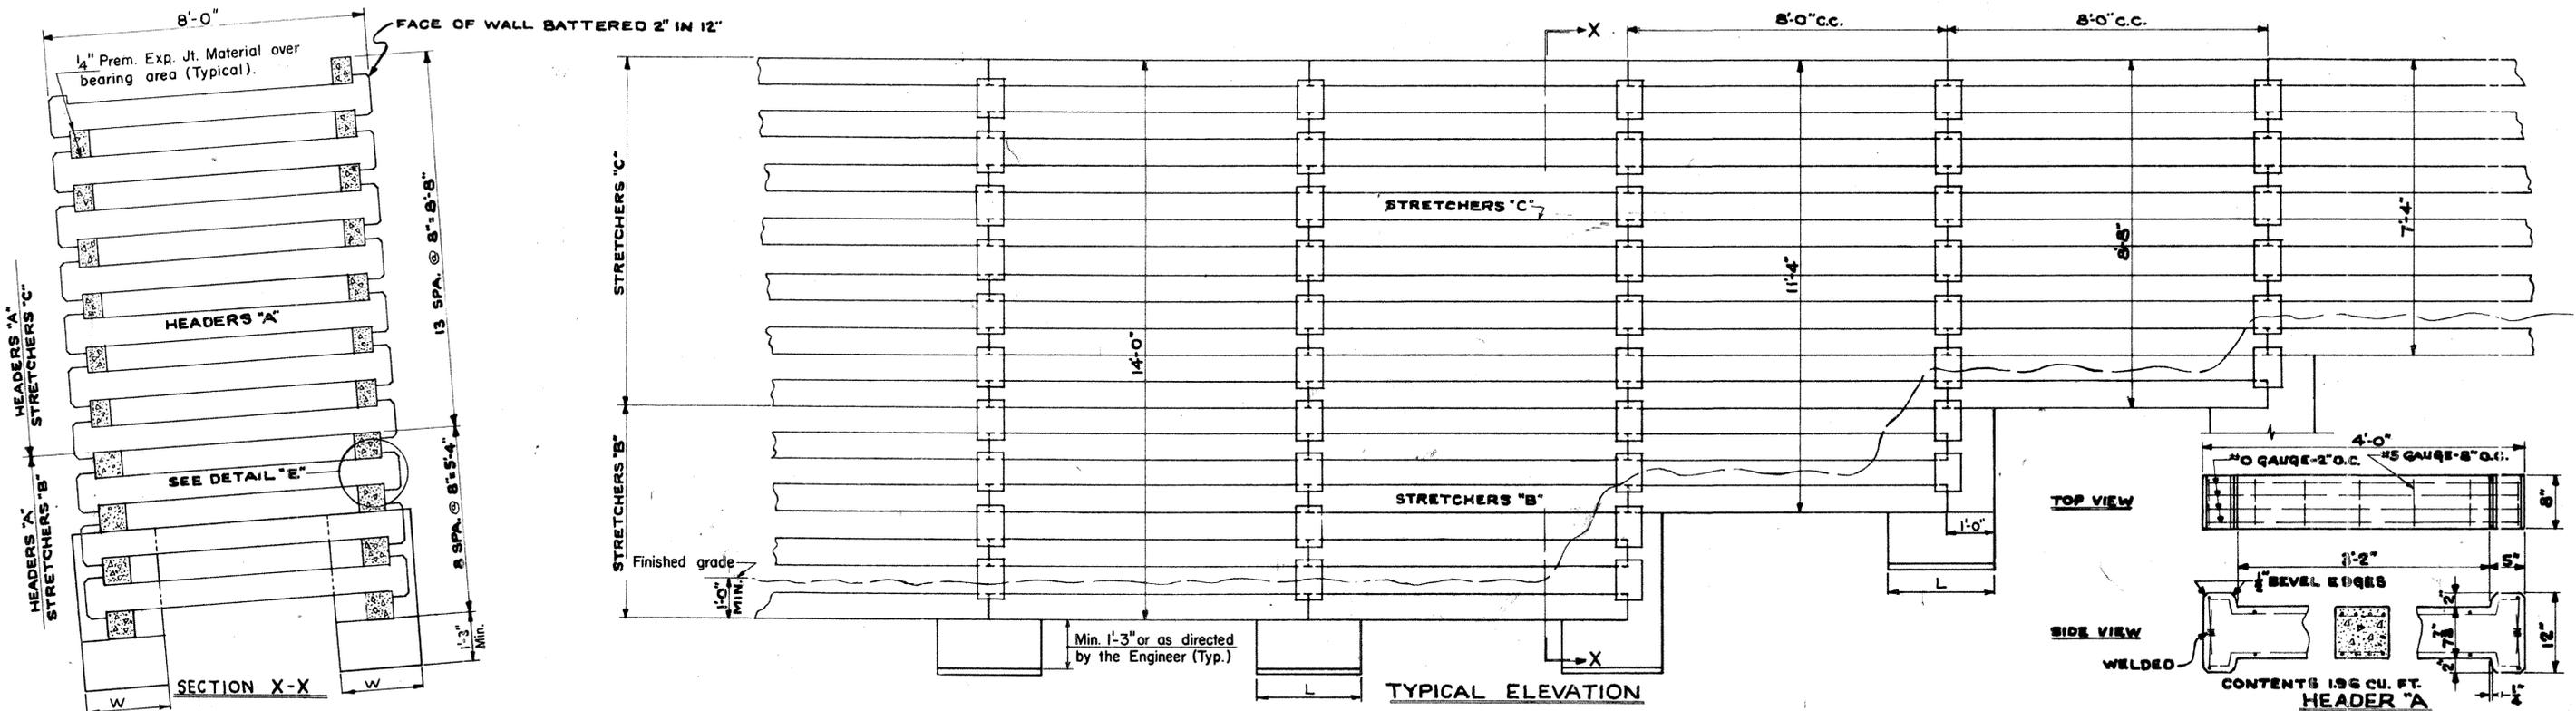 8'-0"
FACE OF WALL BATTERED 2" IN 12"
1/4" Prem. Exp. Jt. Material over
bearing area (Typical).
13 SPA. @ 8"=8'-8"
HEADERS "A"
STRETCHERS "C"
HEADERS "A"
SEE DETAIL "E"
HEADERS "A"
STRETCHERS "B"
8 SPA. @ 8"=5'-4"
1'-3"
Min.
SECTION X-X
W
W
X
8'-0" C.C.
8'-0" C.C.
STRETCHERS "C"
STRETCHERS "C"
14'-0"
11'-4"
8'-8"
7'-4"
STRETCHERS "B"
STRETCHERS "B"
Finished grade
1'-0"
MIN.
Min. 1'-3" or as directed
by the Engineer (Typ.)
X
1'-0"
L
L
TYPICAL ELEVATION
4'-0"
#0 GAUGE-2" O.C.
#5 GAUGE-8" O.C.
TOP VIEW
8"
5"
BEVEL EDGES
SIDE VIEW
WELDED
2"
7 7/8"
2"
12"
CONTENTS 1.96 CU. FT.
HEADER "A